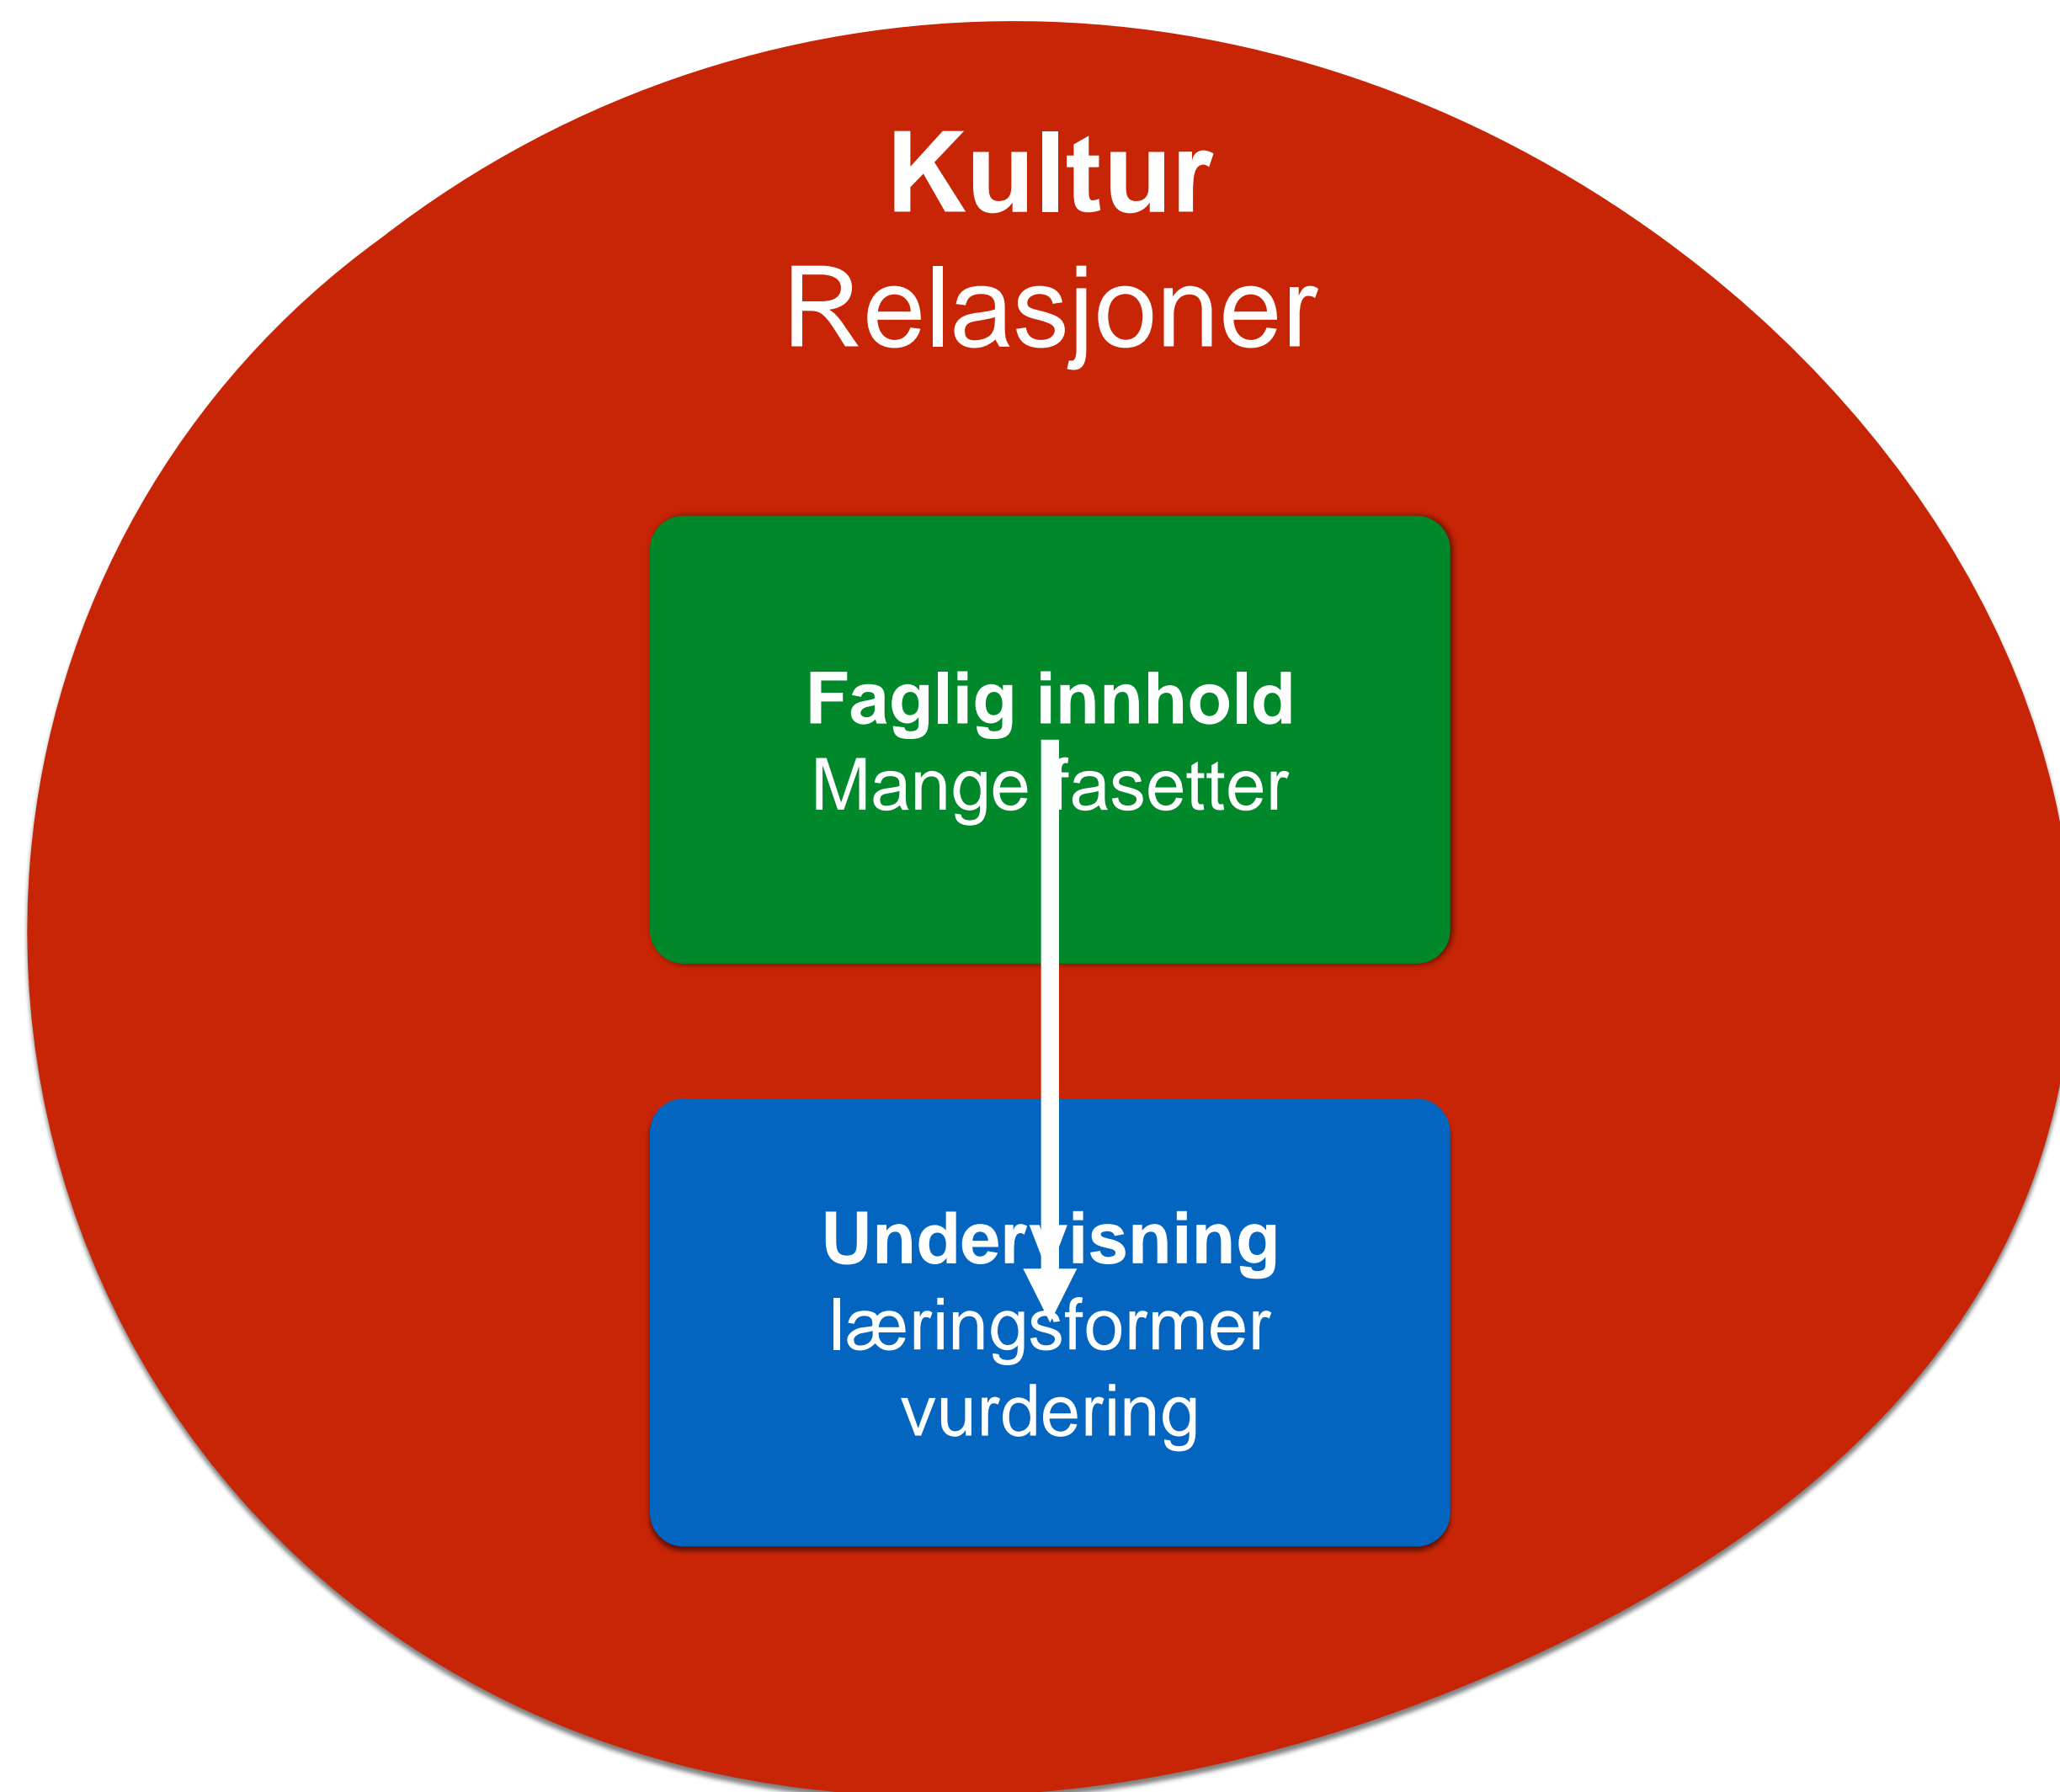 Kultur
Relasjoner
Faglig innhold
Mange fasetter
Undervisning
læringsformer
vurdering